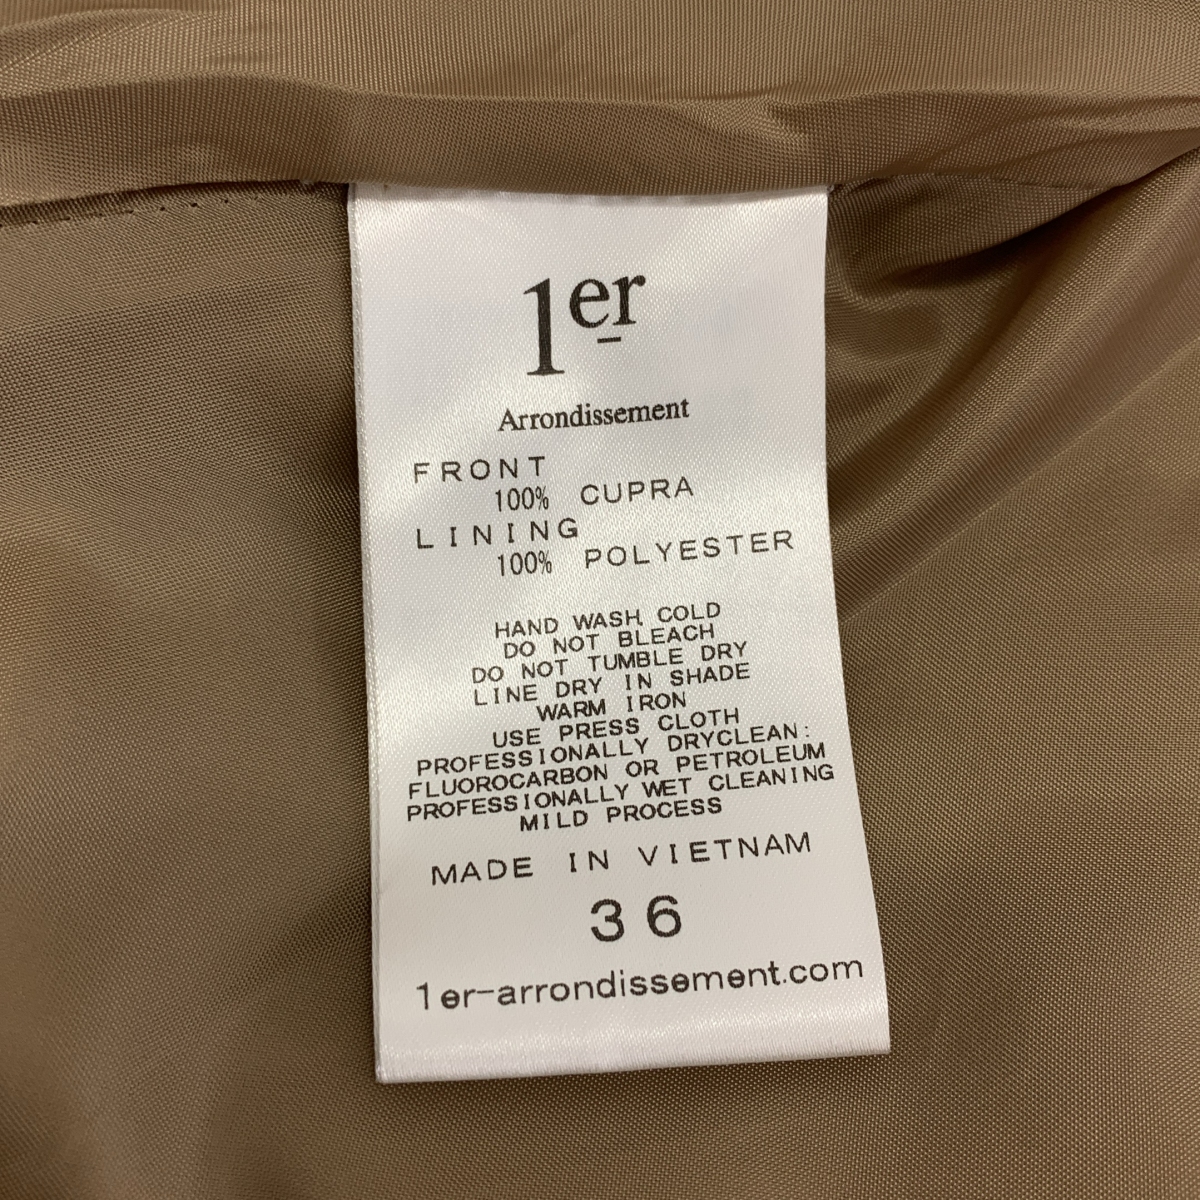 1er
Arrondissement
FRONT
100% CUPRA
LINING
100% POLYESTER
HAND WASH COLD
DO NOT BLEACH
DO NOT TUMBLE DRY
LINE DRY IN SHADE
WARM IRON
USE PRESS CLOTH
PROFESSIONALLY DRYCLEAN:
FLUOROCARBON OR PETROLEUM
PROFESSIONALLY WET CLEANING
MILD PROCESS
MADE IN VIETNAM
36
1er-arrondissement.com